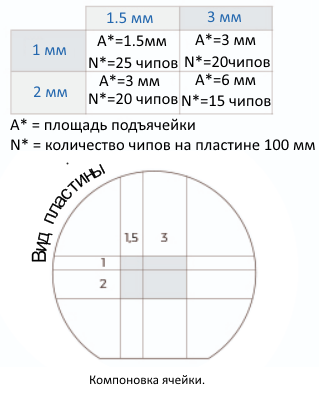 1.5 мм 3 мм
1 мм A*=1.5мм A*=3 мм
N*=25 чипов N*=20чипов
2 мм A*=3 мм A*=6 мм
N*=20 чипов N*=15 чипов
A* = площадь подъячейки
N* = количество чипов на пластине 100 мм
Вид пластины
1,5 3
1
2
Компоновка ячейки.